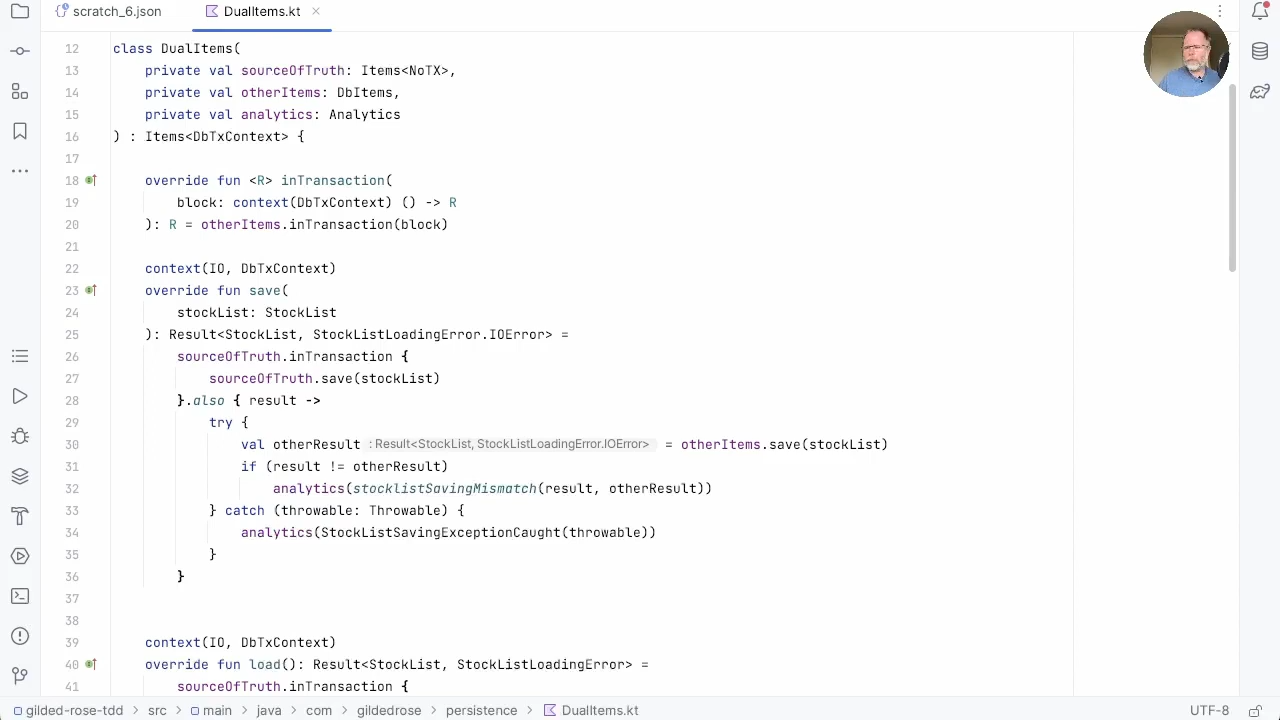 scratch_6.json
DualItems.kt
12 class DualItems(
13 private val sourceOfTruth: Items<NoTX>,
14 private val otherItems: DbItems,
15 private val analytics: Analytics
16 ) : Items<DbTxContext> {
17
18 override fun <R> inTransaction(
19 block: context(DbTxContext) () -> R
20 ): R = otherItems.inTransaction(block)
21
22 context(IO, DbTxContext)
23 override fun save(
24 stockList: StockList
25 ): Result<StockList, StockListLoadingError.IOError> =
26 sourceOfTruth.inTransaction {
27 sourceOfTruth.save(stockList)
28 }.also { result ->
29 try {
30 val otherResult : Result<StockList, StockListLoadingError.IOError> = otherItems.save(stockList)
31 if (result != otherResult)
32 analytics(stocklistSavingMismatch(result, otherResult))
33 } catch (throwable: Throwable) {
34 analytics(StockListSavingExceptionCaught(throwable))
35 }
36 }
37
38
39 context(IO, DbTxContext)
40 override fun load(): Result<StockList, StockListLoadingError> =
41 sourceOfTruth.inTransaction {
gilded-rose-tdd > src > main > java > com > gildedrose > persistence > DualItems.kt UTF-8